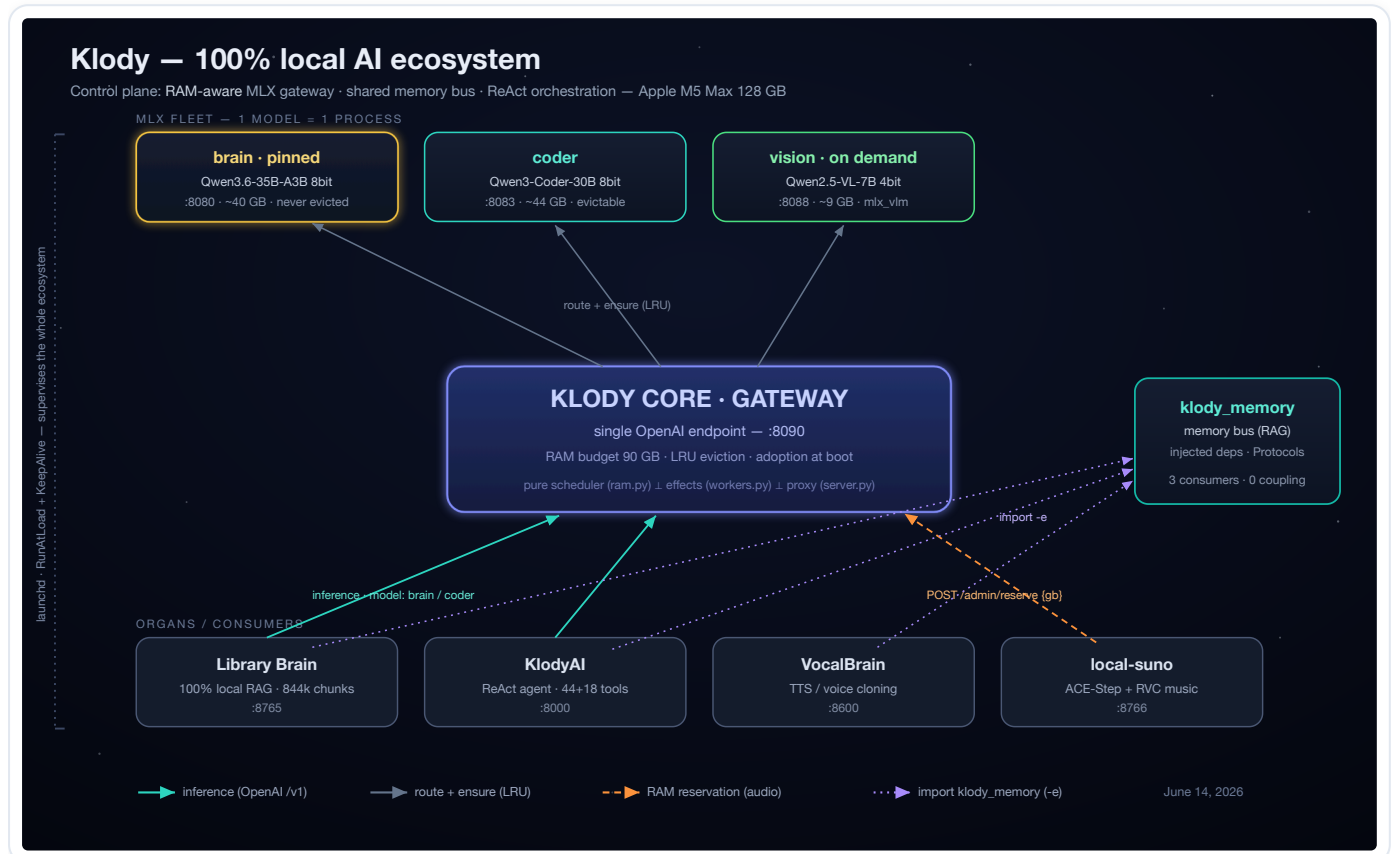 Klody — 100% local AI ecosystem
Control plane: RAM-aware MLX gateway · shared memory bus · ReAct orchestration — Apple M5 Max 128 GB
MLX FLEET — 1 MODEL = 1 PROCESS
brain · pinned
Qwen3.6-35B-A3B 8bit
:8080 · ~40 GB · never evicted
coder
Qwen3-Coder-30B 8bit
:8083 · ~44 GB · evictable
vision · on demand
Qwen2.5-VL-7B 4bit
:8088 · ~9 GB · mlx_vlm
launchd · RunAtLoad + KeepAlive — supervises the whole ecosystem
route + ensure (LRU)
KLODY CORE · GATEWAY
single OpenAI endpoint — :8090
RAM budget 90 GB · LRU eviction · adoption at boot
pure scheduler (ram.py) ⟂ effects (workers.py) ⟂ proxy (server.py)
klody_memory
memory bus (RAG)
injected deps · Protocols
3 consumers · 0 coupling
import -e
inference · model: brain / coder
POST /admin/reserve {gb}
ORGANS / CONSUMERS
Library Brain
100% local RAG · 844k chunks
:8765
KlodyAI
ReAct agent · 44+18 tools
:8000
VocalBrain
TTS / voice cloning
:8600
local-suno
ACE-Step + RVC music
:8766
inference (OpenAI /v1)
route + ensure (LRU)
RAM reservation (audio)
import klody_memory (-e)
June 14, 2026